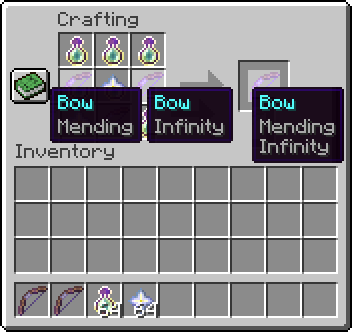 Crafting
Bow
Mending
Bow
Infinity
Bow
Mending
Infinity
Inventory
64
64